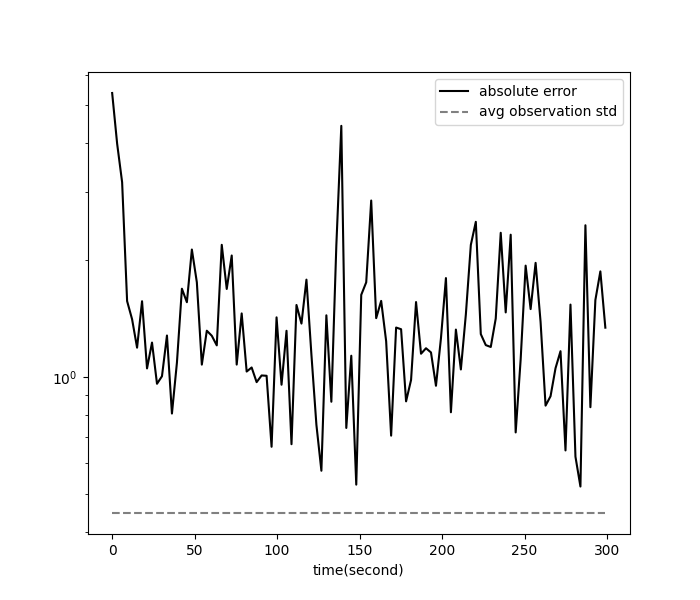 absolute error
avg observation std
10⁰
0 50 100 150 200 250 300
time(second)